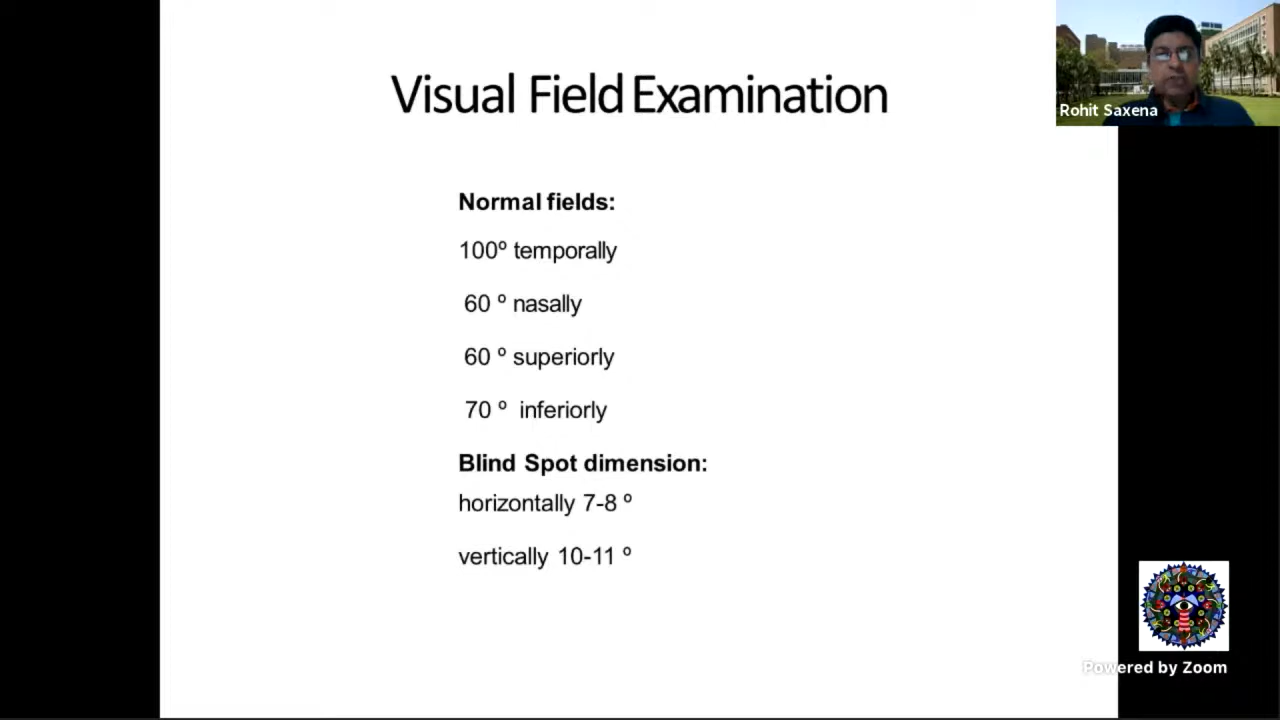 Visual Field Examination
Rohit Saxena
Normal fields:
100º temporally
60 º nasally
60 º superiorly
70 º inferiorly
Blind Spot dimension:
horizontally 7-8 º
vertically 10-11 º
Powered by Zoom